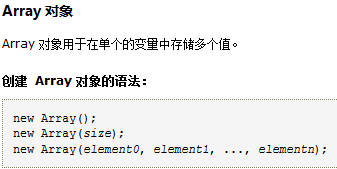 Array 对象
Array 对象用于在单个的变量中存储多个值。
创建 Array 对象的语法：
new Array();
new Array(size);
new Array(element0, element1, ..., elementn);